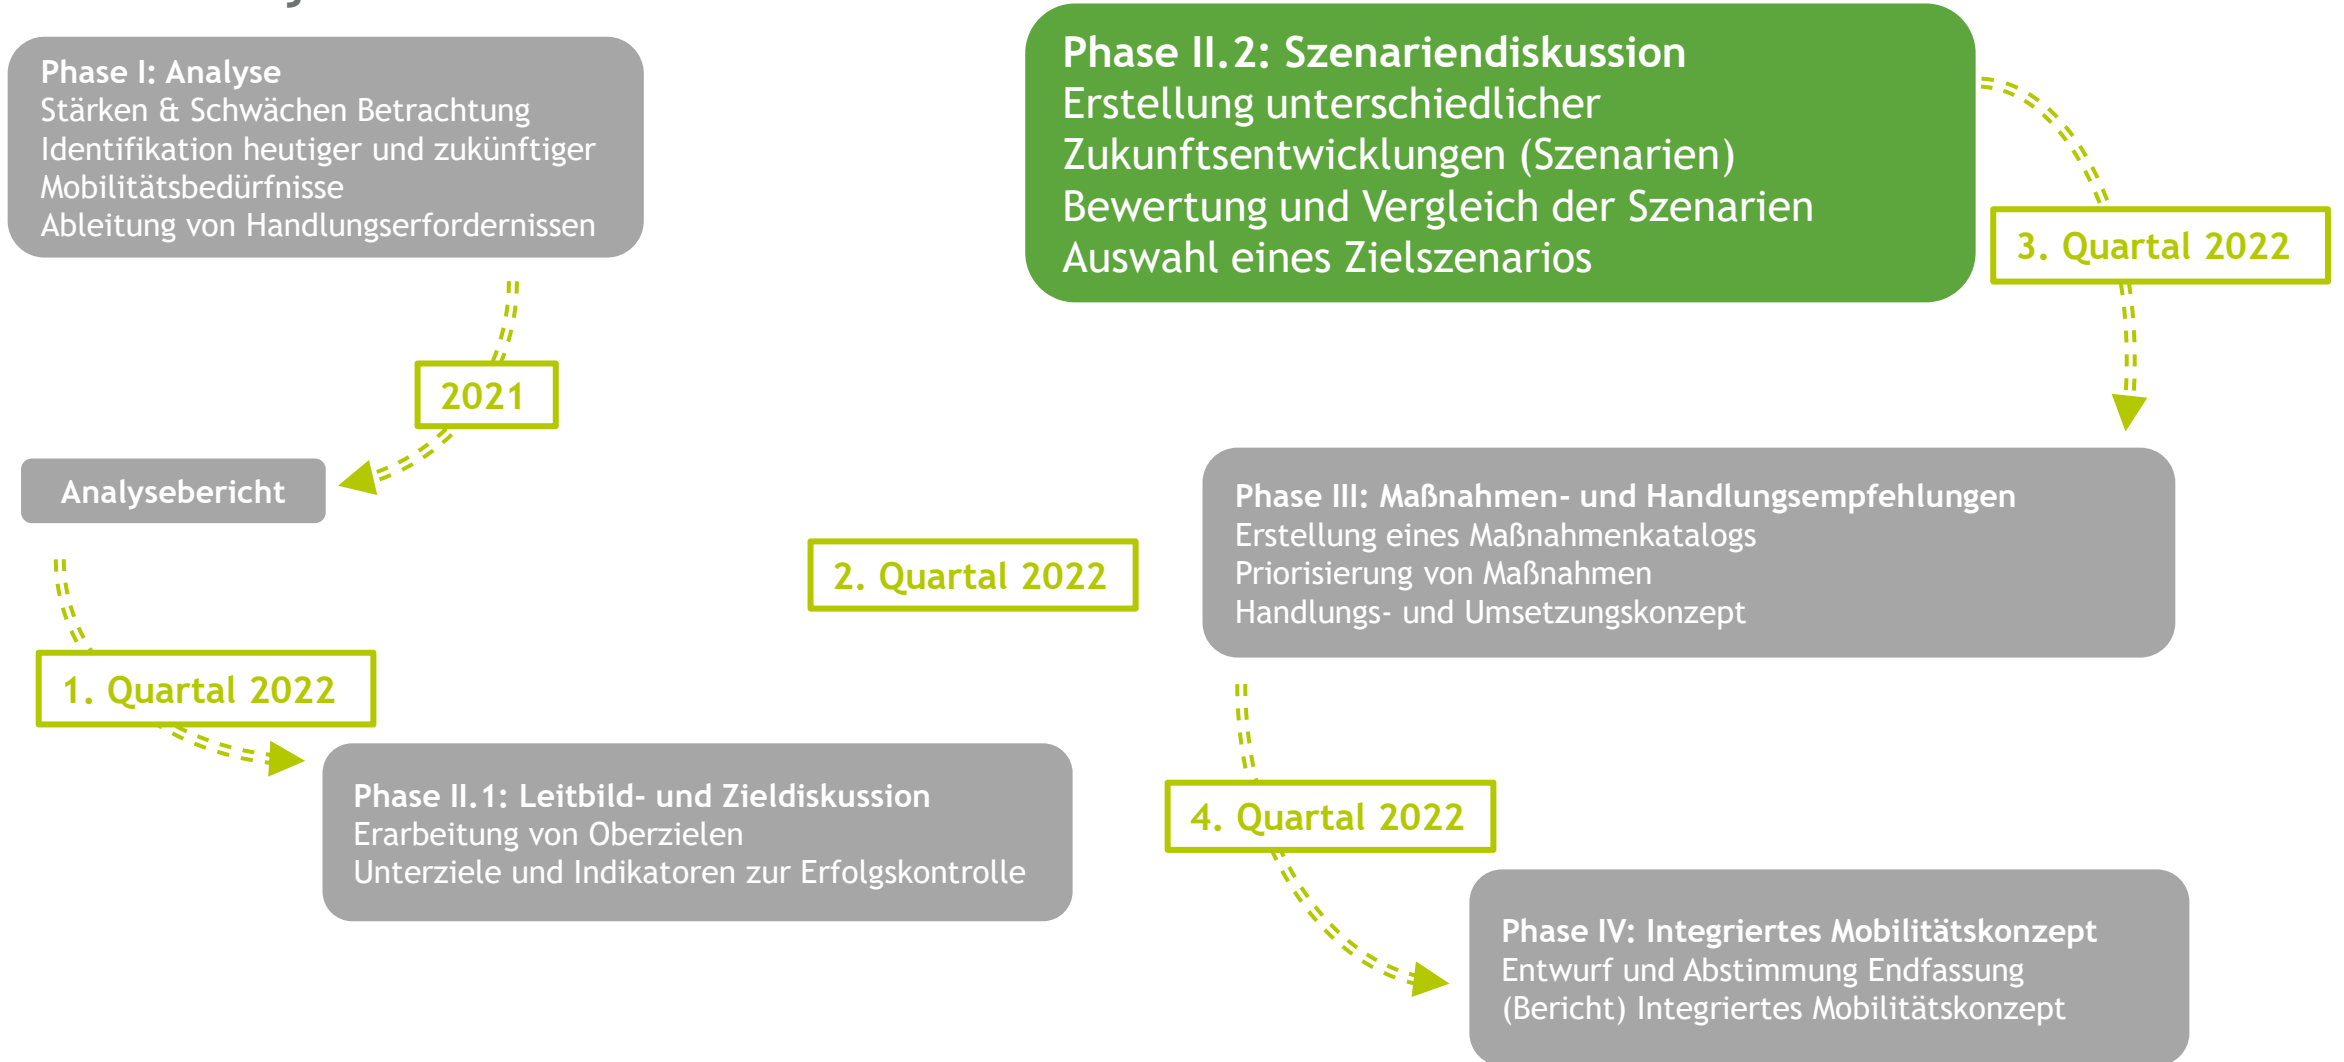 Phase I: Analyse
Stärken & Schwächen Betrachtung
Identifikation heutiger und zukünftiger
Mobilitätsbedürfnisse
Ableitung von Handlungserfordernissen
2021
Analysebericht
1. Quartal 2022
Phase II.1: Leitbild- und Zieldiskussion
Erarbeitung von Oberzielen
Unterziele und Indikatoren zur Erfolgskontrolle
2. Quartal 2022
Phase II.2: Szenariendiskussion
Erstellung unterschiedlicher
Zukunftsentwicklungen (Szenarien)
Bewertung und Vergleich der Szenarien
Auswahl eines Zielszenarios
3. Quartal 2022
Phase III: Maßnahmen- und Handlungsempfehlungen
Erstellung eines Maßnahmenkatalogs
Priorisierung von Maßnahmen
Handlungs- und Umsetzungskonzept
4. Quartal 2022
Phase IV: Integriertes Mobilitätskonzept
Entwurf und Abstimmung Endfassung
(Bericht) Integriertes Mobilitätskonzept